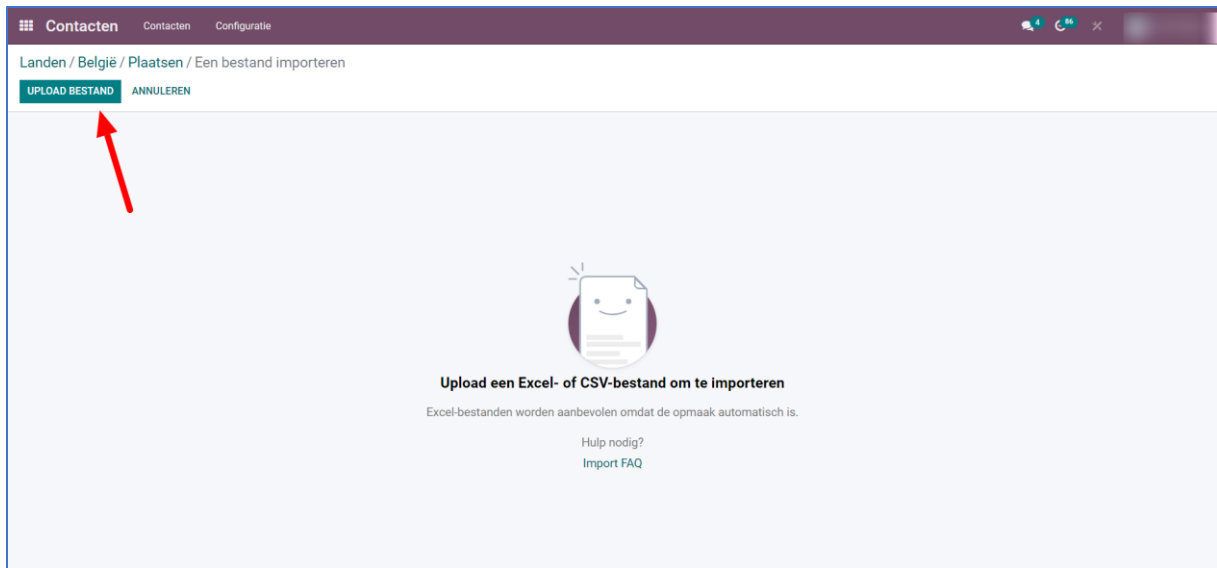 Contacten Contacten Configuratie 4 86
Landen / België / Plaatsen / Een bestand importeren
UPLOAD BESTAND ANNULEREN
Upload een Excel- of CSV-bestand om te importeren
Excel-bestanden worden aanbevolen omdat de opmaak automatisch is.
Hulp nodig?
Import FAQ